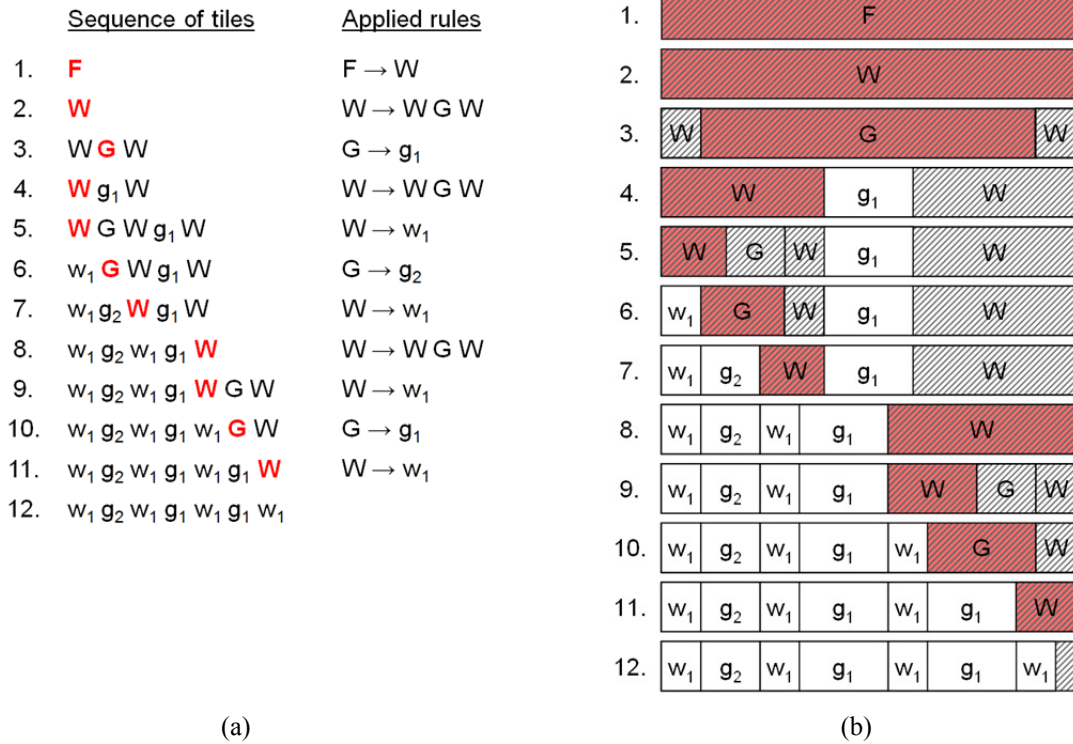 Sequence of tiles Applied rules
1. F F → W
2. W W → W G W
3. W G W G → g₁
4. W g₁ W W → W G W
5. W G W g₁ W W → w₁
6. w₁ G W g₁ W G → g₂
7. w₁ g₂ W g₁ W W → w₁
8. w₁ g₂ w₁ g₁ W W → W G W
9. w₁ g₂ w₁ g₁ W G W W → w₁
10. w₁ g₂ w₁ g₁ w₁ G W G → g₁
11. w₁ g₂ w₁ g₁ w₁ g₁ W W → w₁
12. w₁ g₂ w₁ g₁ w₁ g₁ w₁
(a)
1. F
2. W
3. W G W
4. W g₁ W
5. W G W g₁ W
6. w₁ G W g₁ W
7. w₁ g₂ W g₁ W
8. w₁ g₂ w₁ g₁ W
9. w₁ g₂ w₁ g₁ W G W
10. w₁ g₂ w₁ g₁ w₁ G W
11. w₁ g₂ w₁ g₁ w₁ g₁ W
12. w₁ g₂ w₁ g₁ w₁ g₁ w₁
(b)